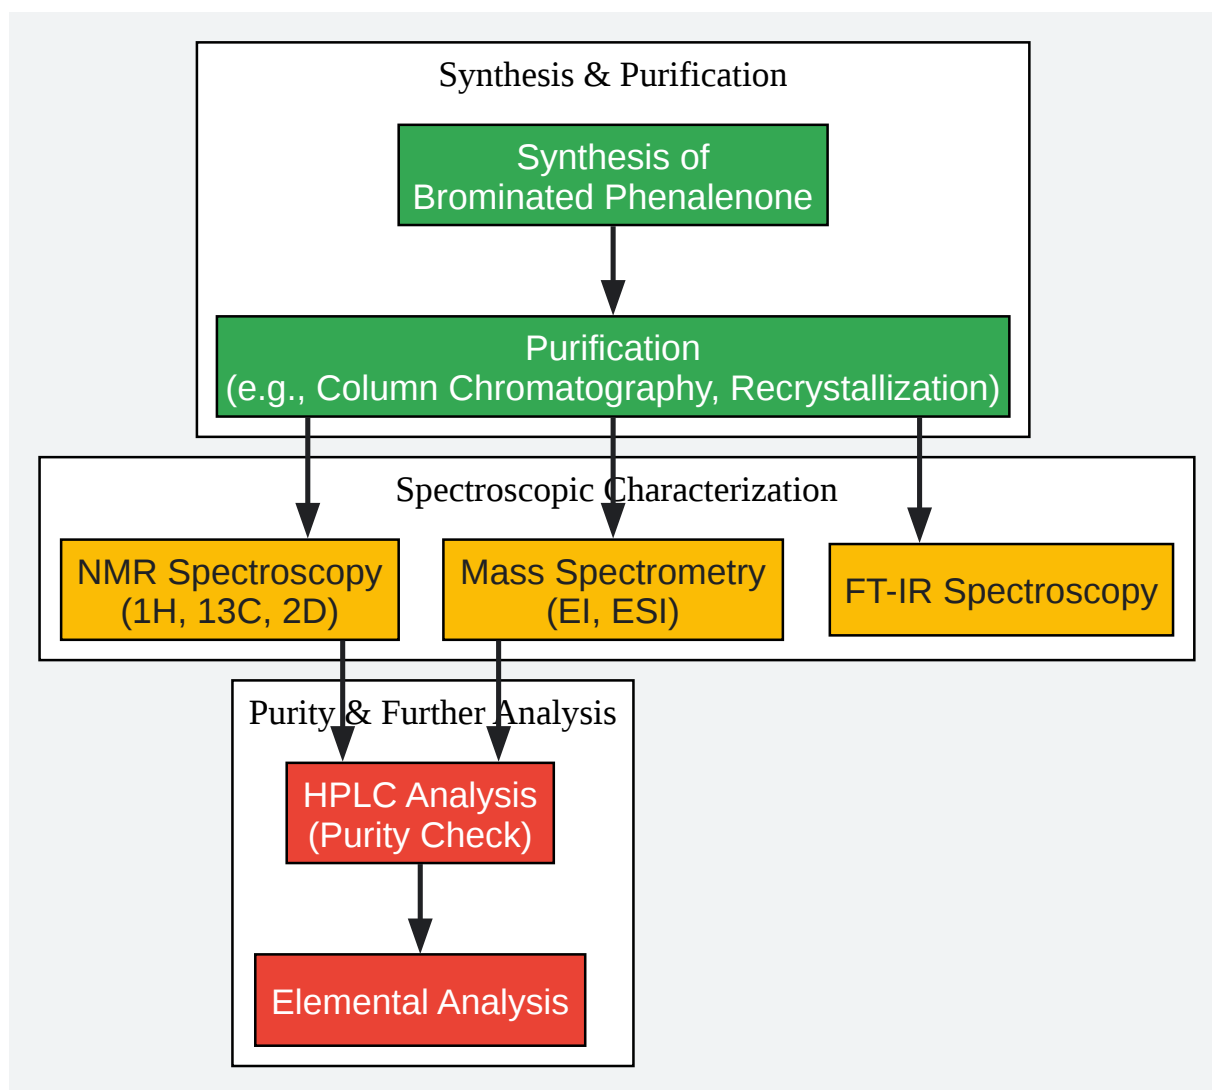 Synthesis & Purification
Synthesis of
Brominated Phenalenone
Purification
(e.g., Column Chromatography, Recrystallization)
Spectroscopic Characterization
NMR Spectroscopy
(1H, 13C, 2D)
Mass Spectrometry
(EI, ESI)
FT-IR Spectroscopy
Purity & Further Analysis
HPLC Analysis
(Purity Check)
Elemental Analysis